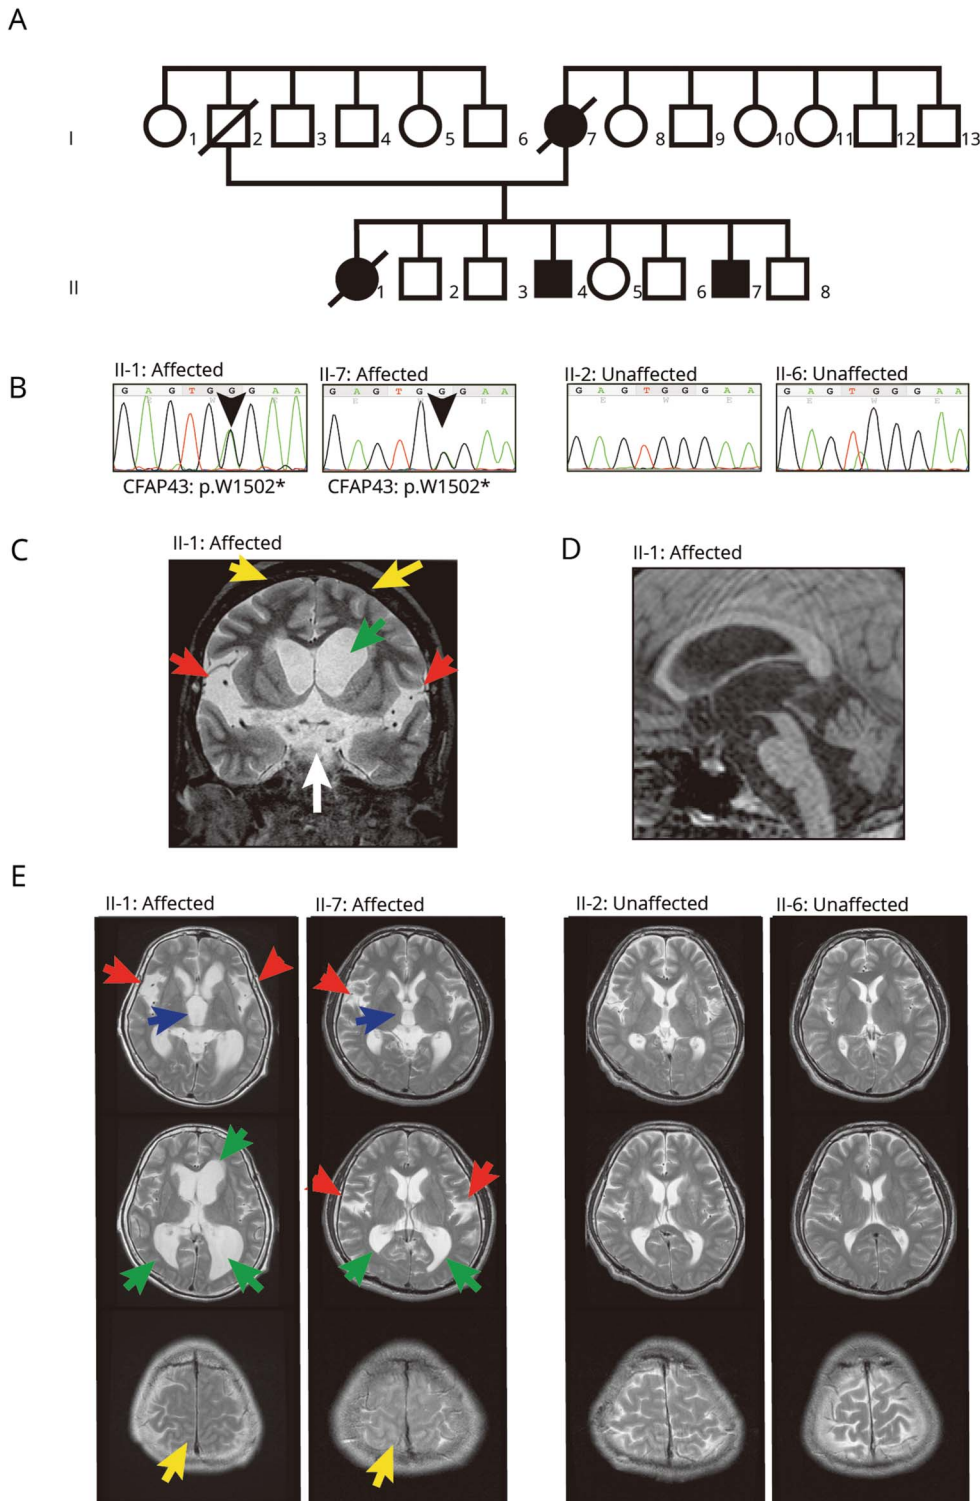 A
I
1 2 3 4 5 6 7 8 9 10 11 12 13
II
1 2 3 4 5 6 7 8
B
II-1: Affected II-7: Affected II-2: Unaffected II-6: Unaffected
G A G T G G G A A G A G T G G G A A G A G T G G G A A G A G T G G G A A
W E W E E W E E W E
CFAP43: p.W1502* CFAP43: p.W1502*
C
II-1: Affected
D
II-1: Affected
E
II-1: Affected II-7: Affected II-2: Unaffected II-6: Unaffected